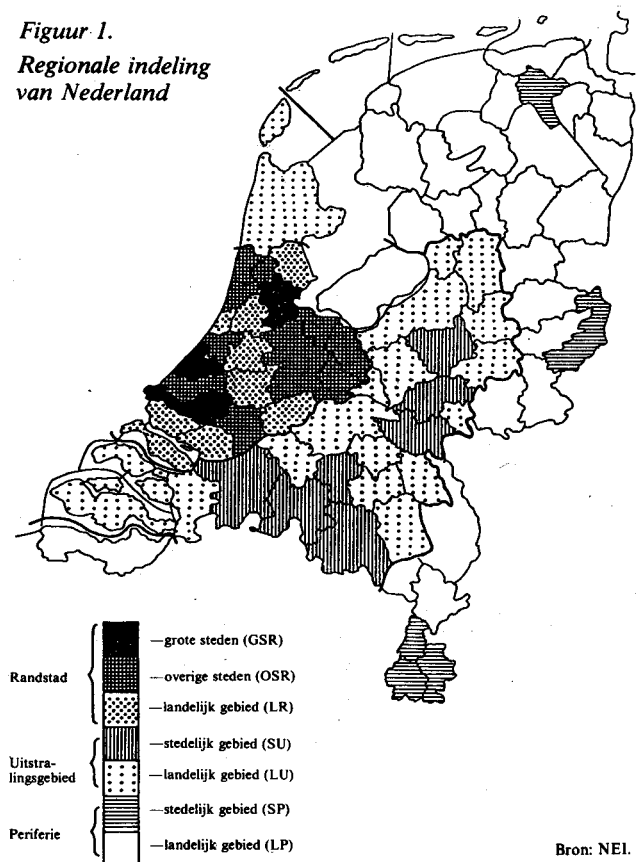 Figuur 1.
Regionale indeling
van Nederland
Randstad
—grote steden (GSR)
—overige steden (OSR)
—landelijk gebied (LR)
Uitstra-
lingsgebied
—stedelijk gebied (SU)
—landelijk gebied (LU)
Periferie
—stedelijk gebied (SP)
—landelijk gebied (LP)
Bron: NEI.